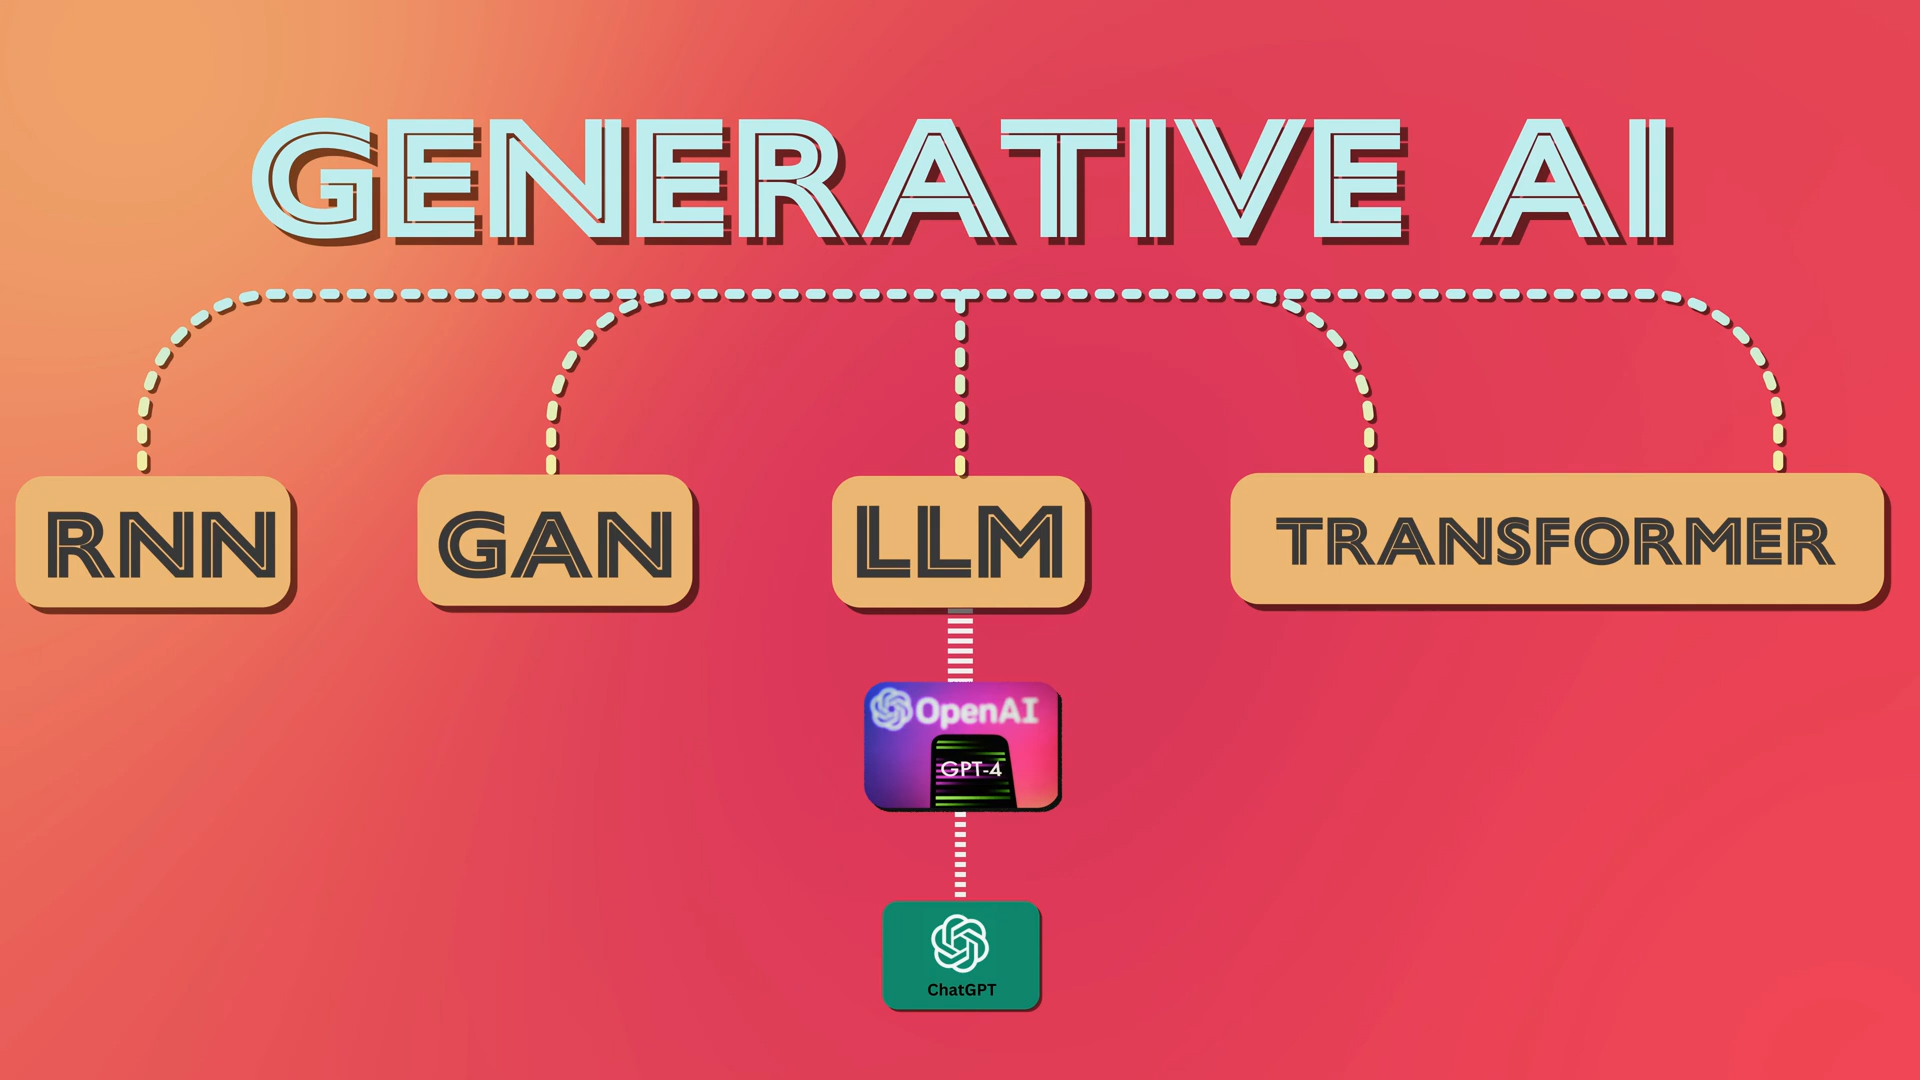 GENERATIVE AI
RNN
GAN
LLM
TRANSFORMER
OpenAI
GPT-4
ChatGPT